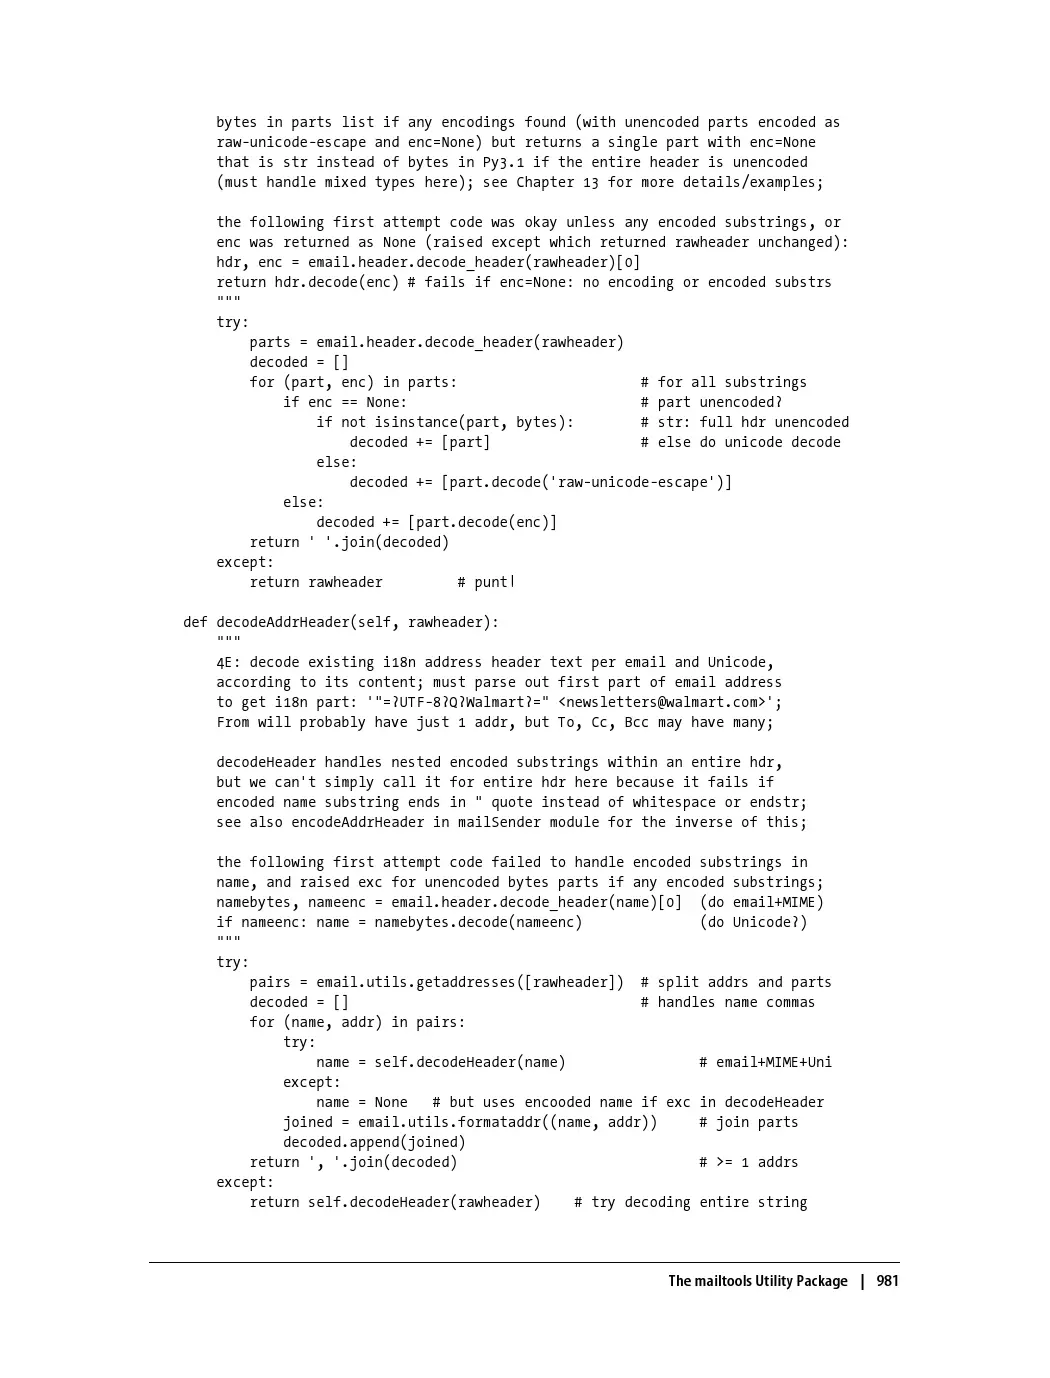 bytes in parts list if any encodings found (with unencoded parts encoded as
raw-unicode-escape and enc=None) but returns a single part with enc=None
that is str instead of bytes in Py3.1 if the entire header is unencoded
(must handle mixed types here); see Chapter 13 for more details/examples;

the following first attempt code was okay unless any encoded substrings, or
enc was returned as None (raised except which returned rawheader unchanged):
hdr, enc = email.header.decode_header(rawheader)[0]
return hdr.decode(enc) # fails if enc=None: no encoding or encoded substrs
"""
try:
    parts = email.header.decode_header(rawheader)
    decoded = []
    for (part, enc) in parts:                      # for all substrings
        if enc == None:                            # part unencoded?
            if not isinstance(part, bytes):        # str: full hdr unencoded
                decoded += [part]                  # else do unicode decode
            else:
                decoded += [part.decode('raw-unicode-escape')]
        else:
            decoded += [part.decode(enc)]
    return ' '.join(decoded)
except:
    return rawheader         # punt!

def decodeAddrHeader(self, rawheader):
    """
    4E: decode existing i18n address header text per email and Unicode,
    according to its content; must parse out first part of email address
    to get i18n part: '"=?UTF-8?Q?Walmart?=" <newsletters@walmart.com>';
    From will probably have just 1 addr, but To, Cc, Bcc may have many;

    decodeHeader handles nested encoded substrings within an entire hdr,
    but we can't simply call it for entire hdr here because it fails if
    encoded name substring ends in " quote instead of whitespace or endstr;
    see also encodeAddrHeader in mailSender module for the inverse of this;

    the following first attempt code failed to handle encoded substrings in
    name, and raised exc for unencoded bytes parts if any encoded substrings;
    namebytes, nameenc = email.header.decode_header(name)[0]  (do email+MIME)
    if nameenc: name = namebytes.decode(nameenc)              (do Unicode?)
    """
    try:
        pairs = email.utils.getaddresses([rawheader])  # split addrs and parts
        decoded = []                                   # handles name commas
        for (name, addr) in pairs:
            try:
                name = self.decodeHeader(name)                # email+MIME+Uni
            except:
                name = None   # but uses encooded name if exc in decodeHeader
            joined = email.utils.formataddr((name, addr))     # join parts
            decoded.append(joined)
        return ', '.join(decoded)                             # >= 1 addrs
    except:
        return self.decodeHeader(rawheader)    # try decoding entire string

The mailtools Utility Package | 981